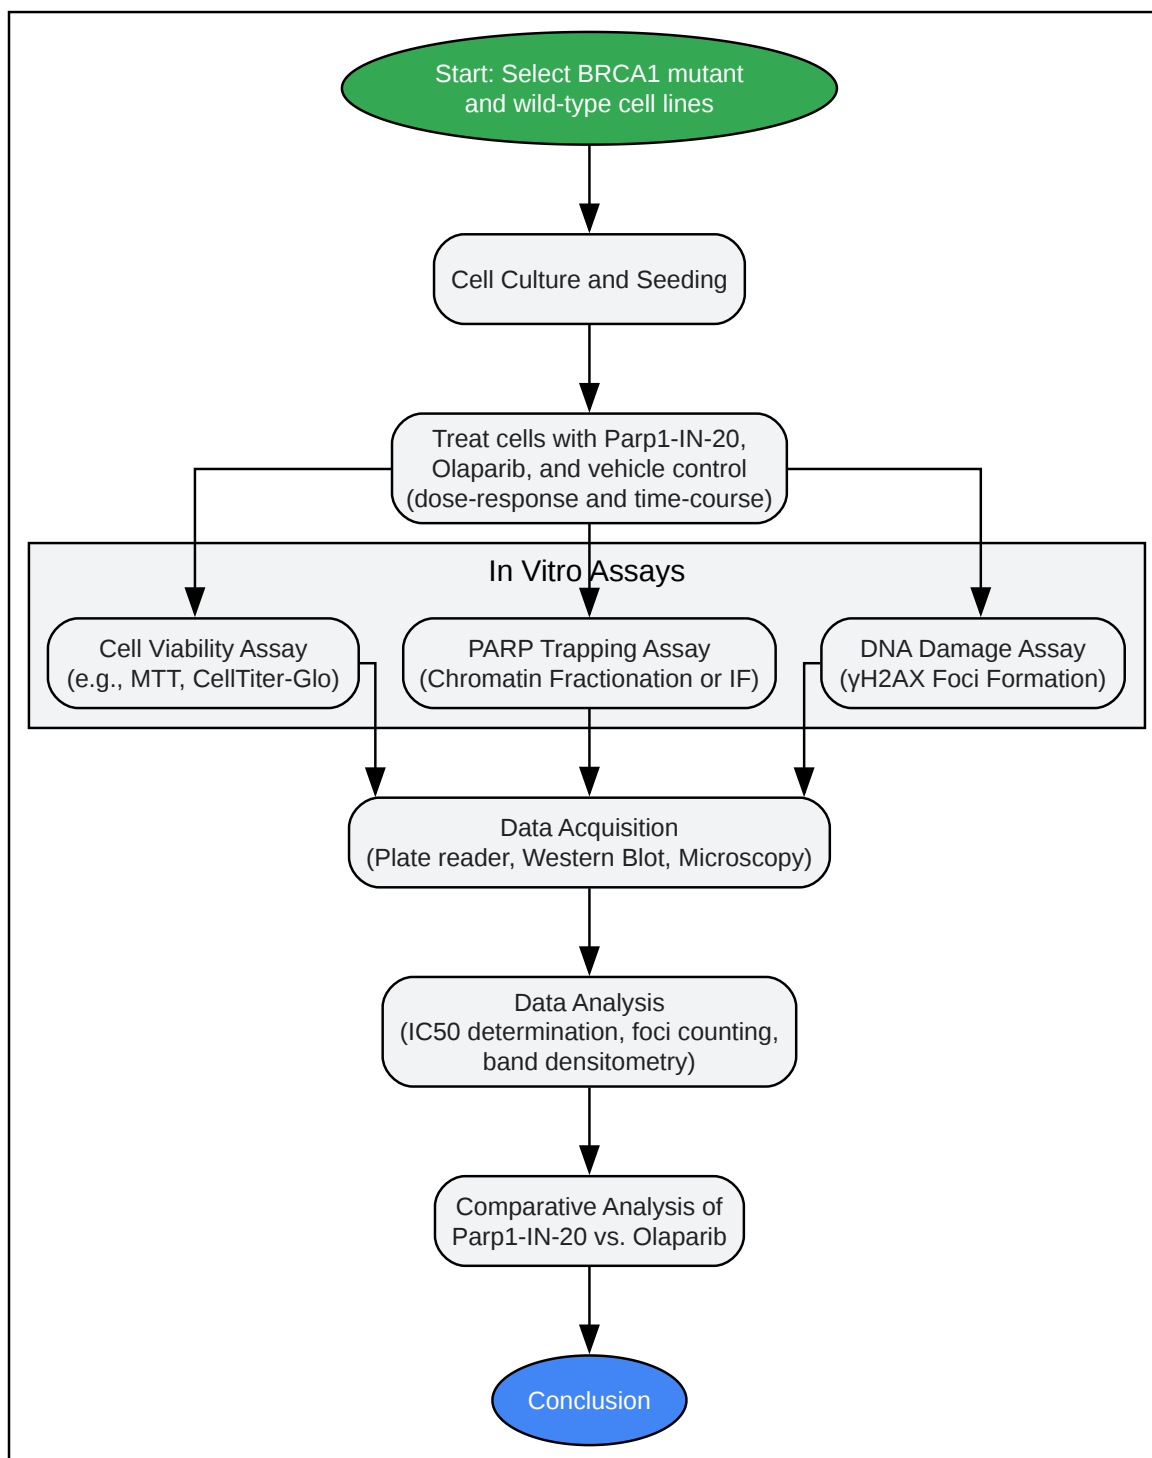 Start: Select BRCA1 mutant
and wild-type cell lines
Cell Culture and Seeding
Treat cells with Parp1-IN-20,
Olaparib, and vehicle control
(dose-response and time-course)
In Vitro Assays
Cell Viability Assay
(e.g., MTT, CellTiter-Glo)
PARP Trapping Assay
(Chromatin Fractionation or IF)
DNA Damage Assay
(γH2AX Foci Formation)
Data Acquisition
(Plate reader, Western Blot, Microscopy)
Data Analysis
(IC50 determination, foci counting,
band densitometry)
Comparative Analysis of
Parp1-IN-20 vs. Olaparib
Conclusion